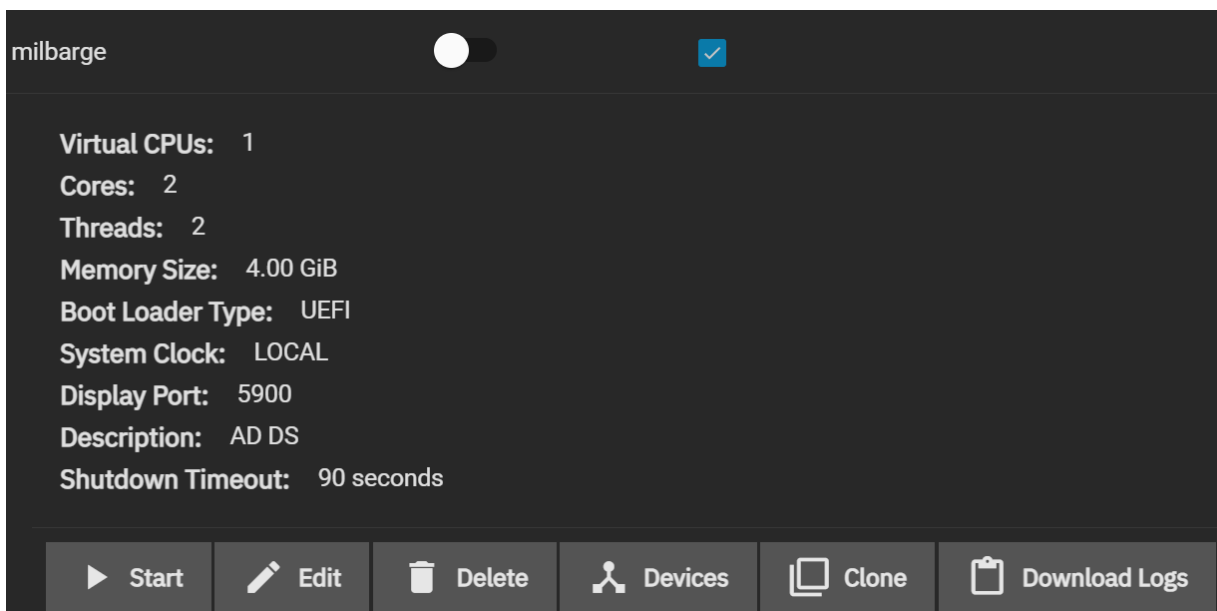 milbarge
Virtual CPUs: 1
Cores: 2
Threads: 2
Memory Size: 4.00 GiB
Boot Loader Type: UEFI
System Clock: LOCAL
Display Port: 5900
Description: AD DS
Shutdown Timeout: 90 seconds
Start Edit Delete Devices Clone Download Logs